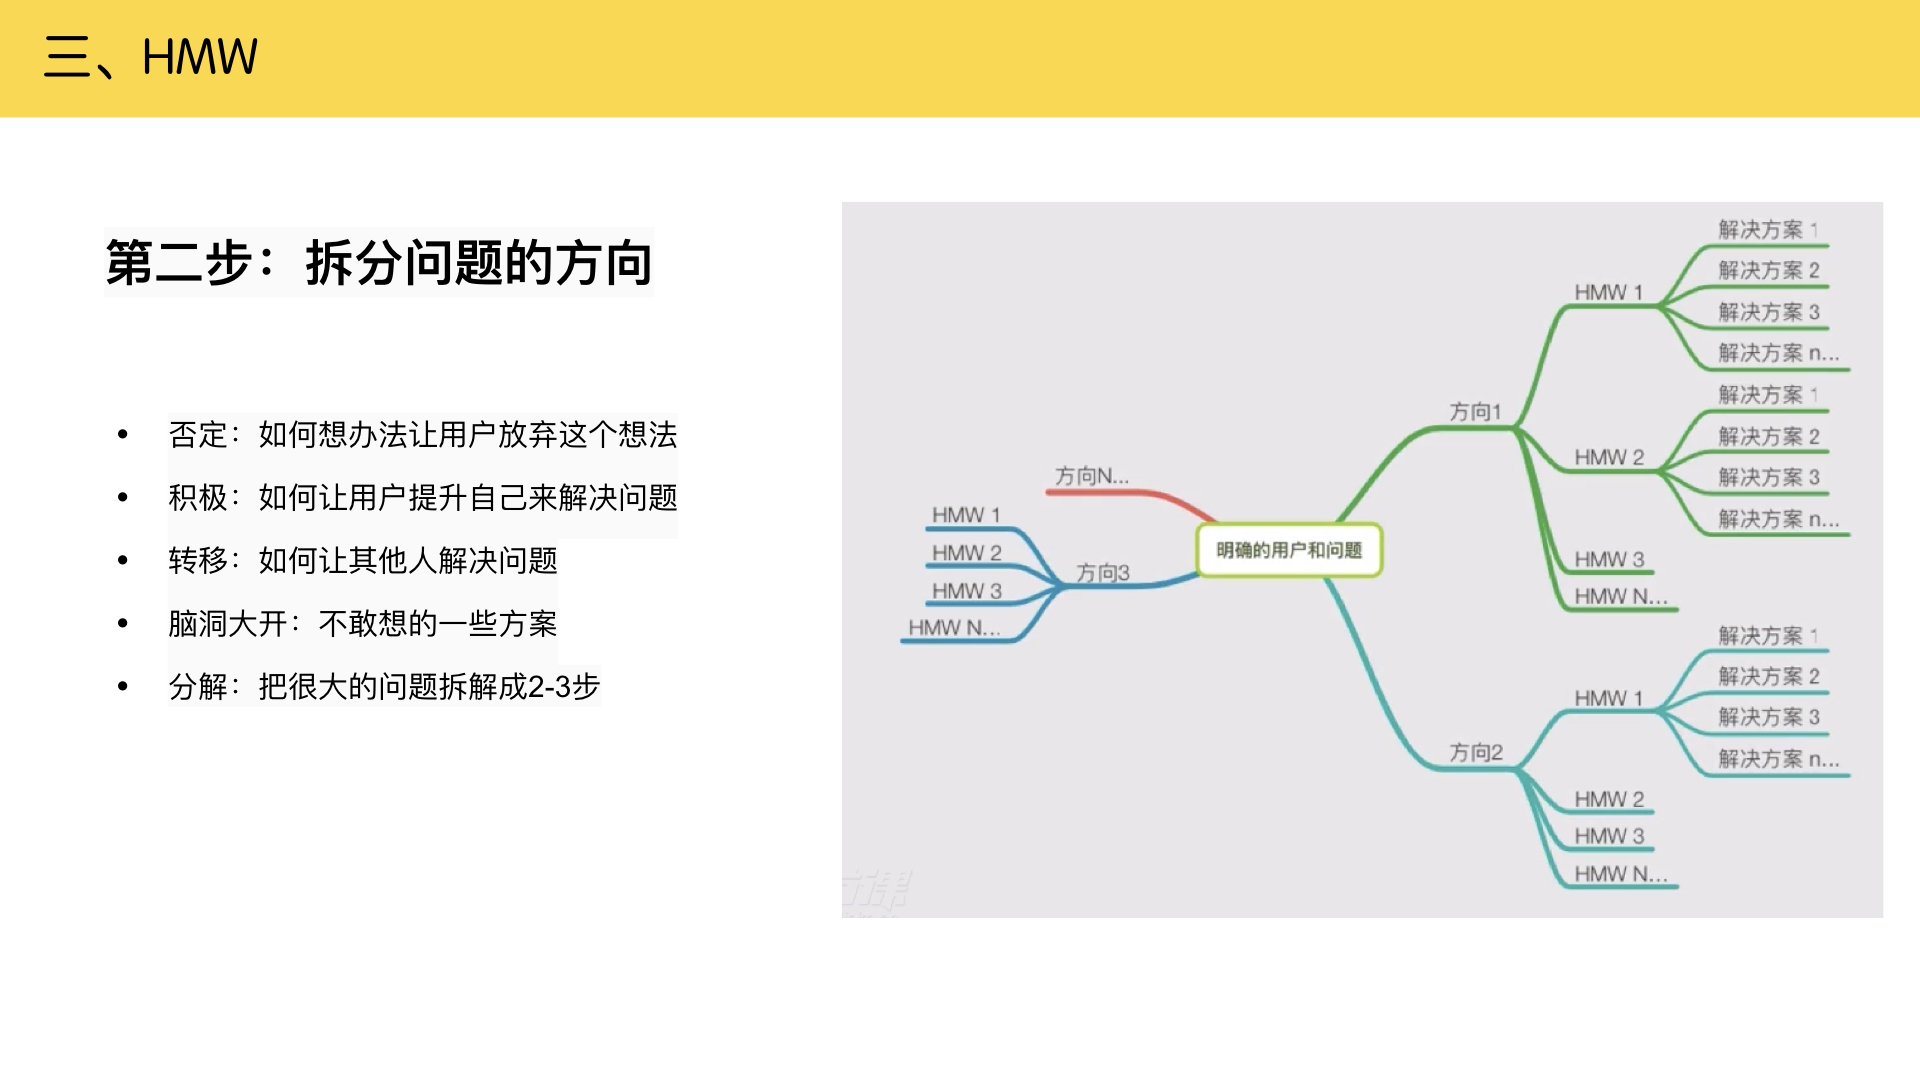 三、HMW
第二步：拆分问题的方向
• 否定：如何想办法让用户放弃这个想法
• 积极：如何让用户提升自己来解决问题
• 转移：如何让其他人解决问题
• 脑洞大开：不敢想的一些方案
• 分解：把很大的问题拆解成2-3步
明确的用户和问题
方向1
HMW 1
解决方案 1
解决方案 2
解决方案 3
解决方案 n...
HMW 2
解决方案 1
解决方案 2
解决方案 3
解决方案 n...
HMW 3
HMW N...
方向2
HMW 1
解决方案 1
解决方案 2
解决方案 3
解决方案 n...
HMW 2
HMW 3
HMW N...
方向3
HMW 1
HMW 2
HMW 3
HMW N...
方向N...